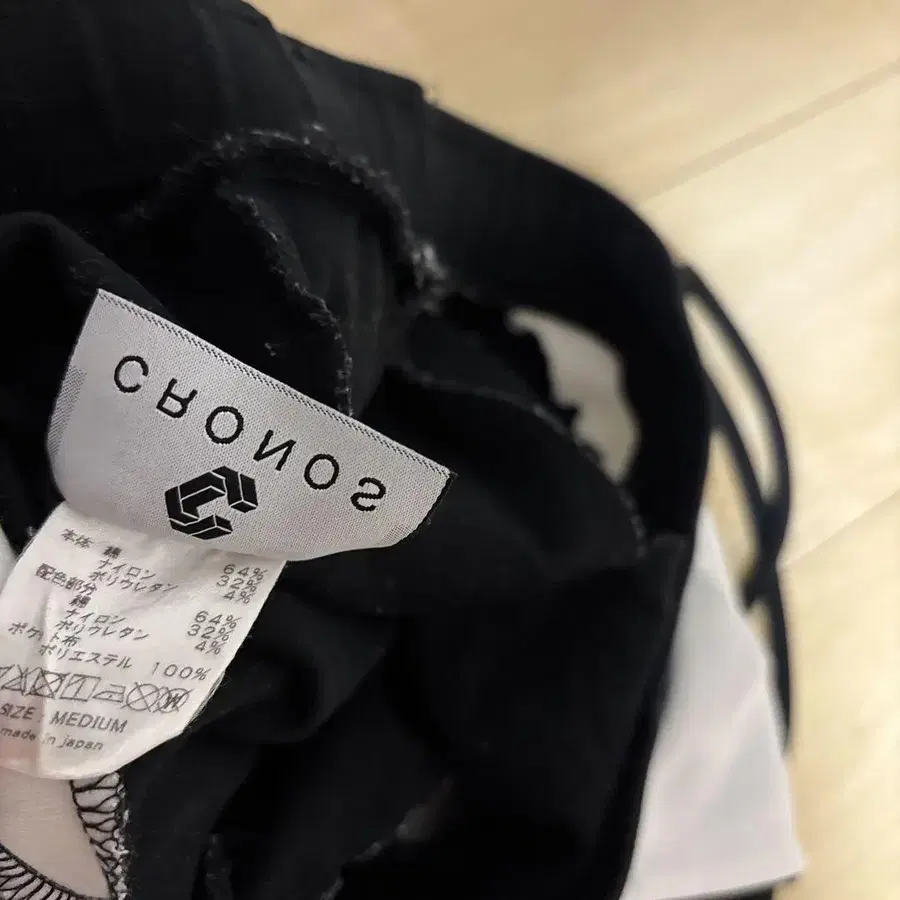 CRONOS
本体 綿 64%
ナイロン 32%
ポリウレタン 4%
配色部分
綿 64%
ナイロン 32%
ポリウレタン 4%
ポケット布
ポリエステル 100%
W
SIZE : MEDIUM
made in japan